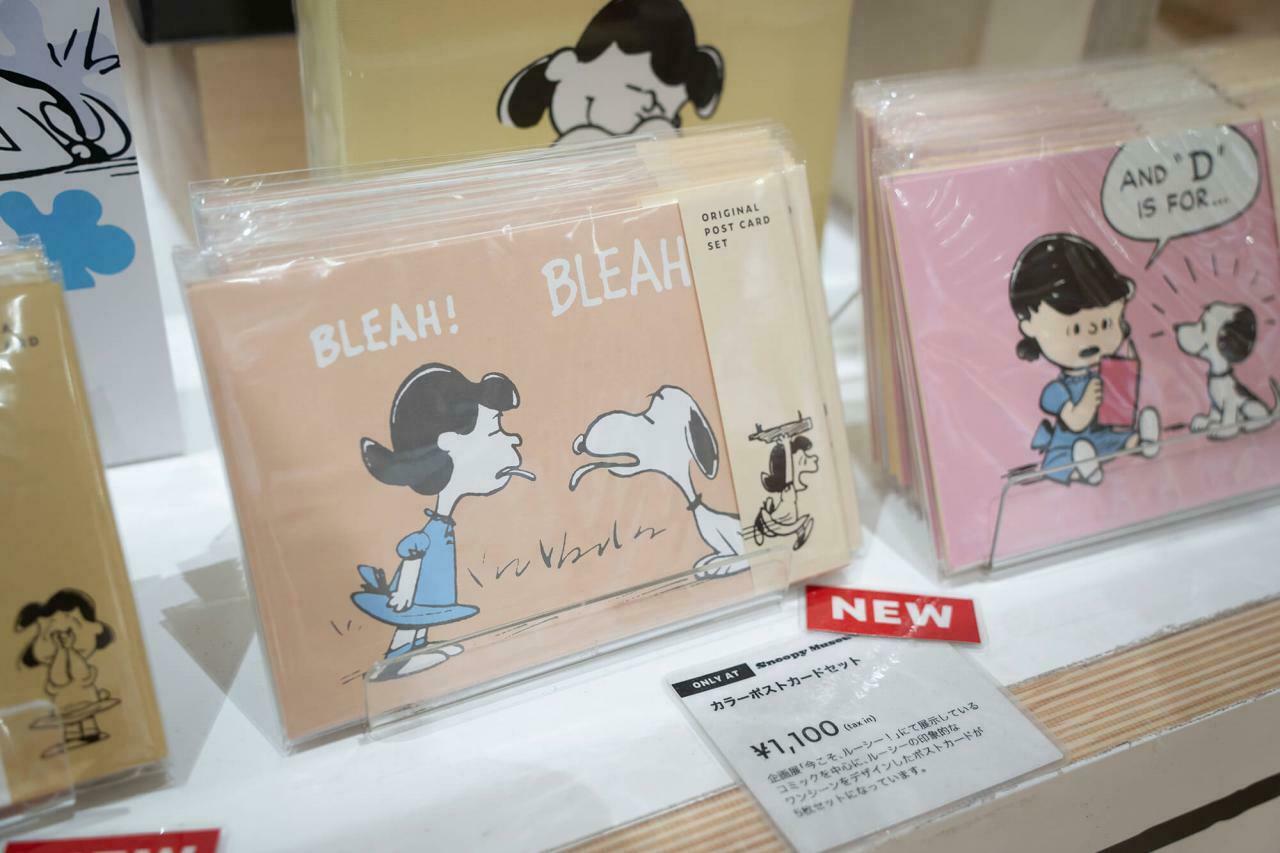 BLEAH!
BLEAH
ORIGINAL
POST CARD
SET
AND "D"
IS FOR...
NEW
ONLY AT Snoopy Museum
カラーポストカードセット
¥1,100 (tax in)
企画展「今こそ、ルーシー!」にて展示している
コミックを中心に、ルーシーの印象的な
ワンシーンをデザインしたポストカードが
5枚セットになっています。
NEW